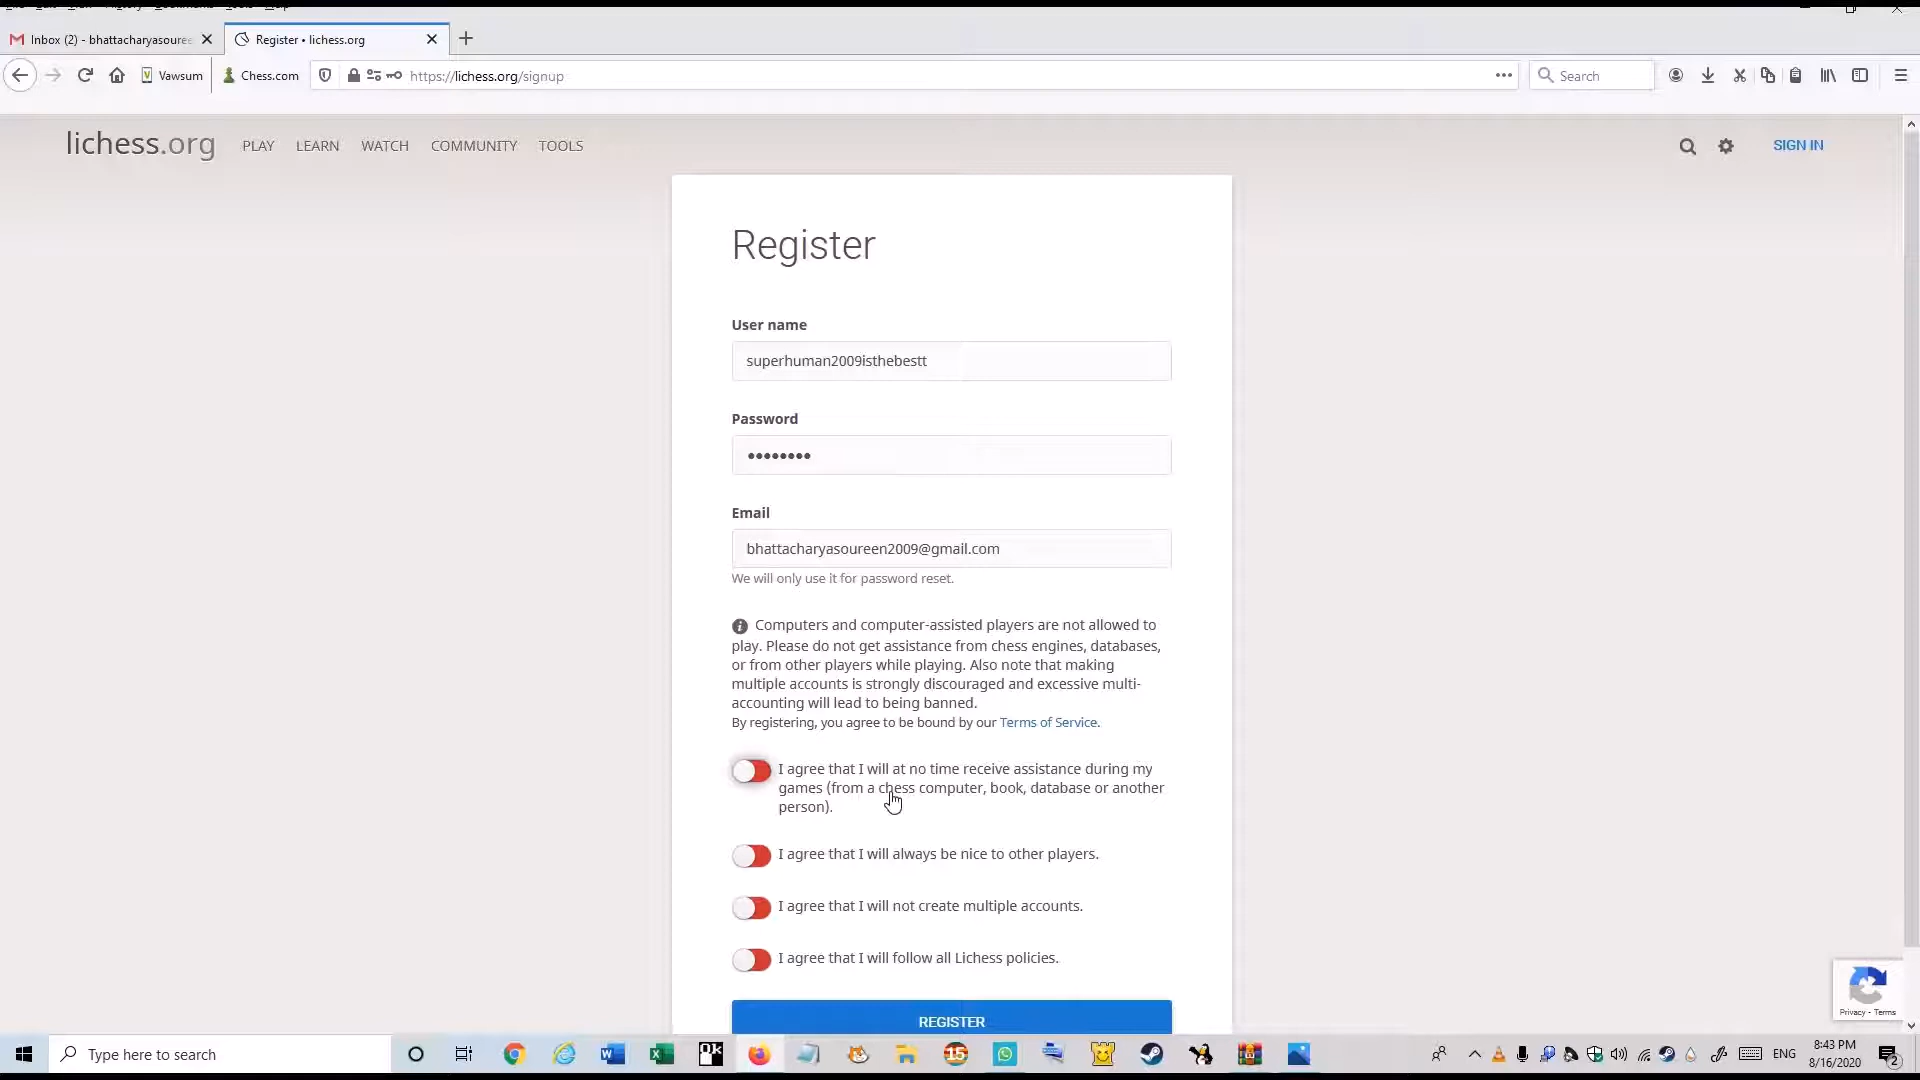 Inbox (2) - bhattacharyasouree
Register • lichess.org
Vawsum
Chess.com
https://lichess.org/signup
Search
lichess.org
PLAY
LEARN
WATCH
COMMUNITY
TOOLS
SIGN IN
Register
User name
superhuman2009isthebestt
Password
••••••••
Email
bhattacharyasoureen2009@gmail.com
We will only use it for password reset.
Computers and computer-assisted players are not allowed to
play. Please do not get assistance from chess engines, databases,
or from other players while playing. Also note that making
multiple accounts is strongly discouraged and excessive multi-
accounting will lead to being banned.
By registering, you agree to be bound by our Terms of Service.
I agree that I will at no time receive assistance during my
games (from a chess computer, book, database or another
person).
I agree that I will always be nice to other players.
I agree that I will not create multiple accounts.
I agree that I will follow all Lichess policies.
REGISTER
Privacy - Terms
Type here to search
Ok
15
ENG
8:43 PM
8/16/2020
2